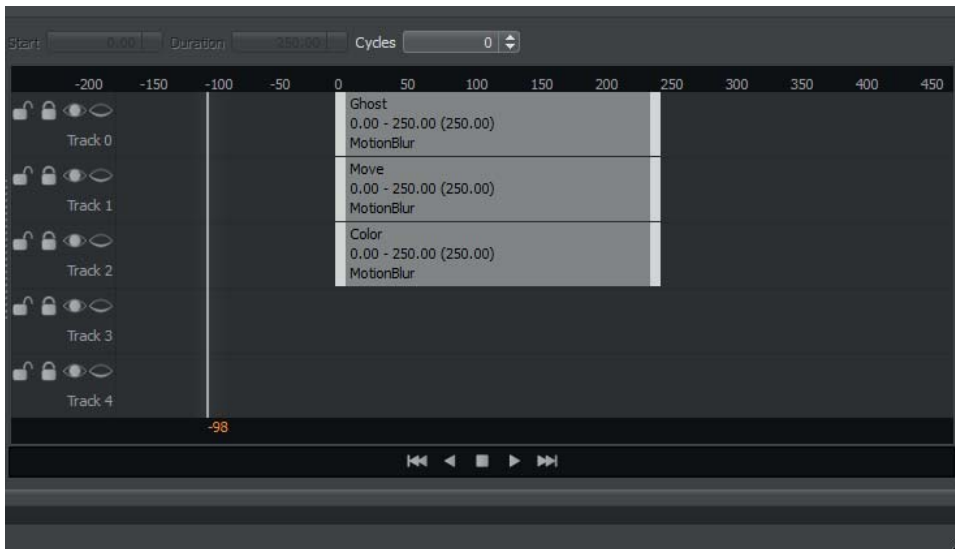 Start 0.00 Duration 250.00 Cycles 0
-200 -150 -100 -50 0 50 100 150 200 250 300 350 400 450
Ghost
0.00 - 250.00 (250.00)
MotionBlur
Track 0
Move
0.00 - 250.00 (250.00)
MotionBlur
Track 1
Color
0.00 - 250.00 (250.00)
MotionBlur
Track 2
Track 3
Track 4
-98